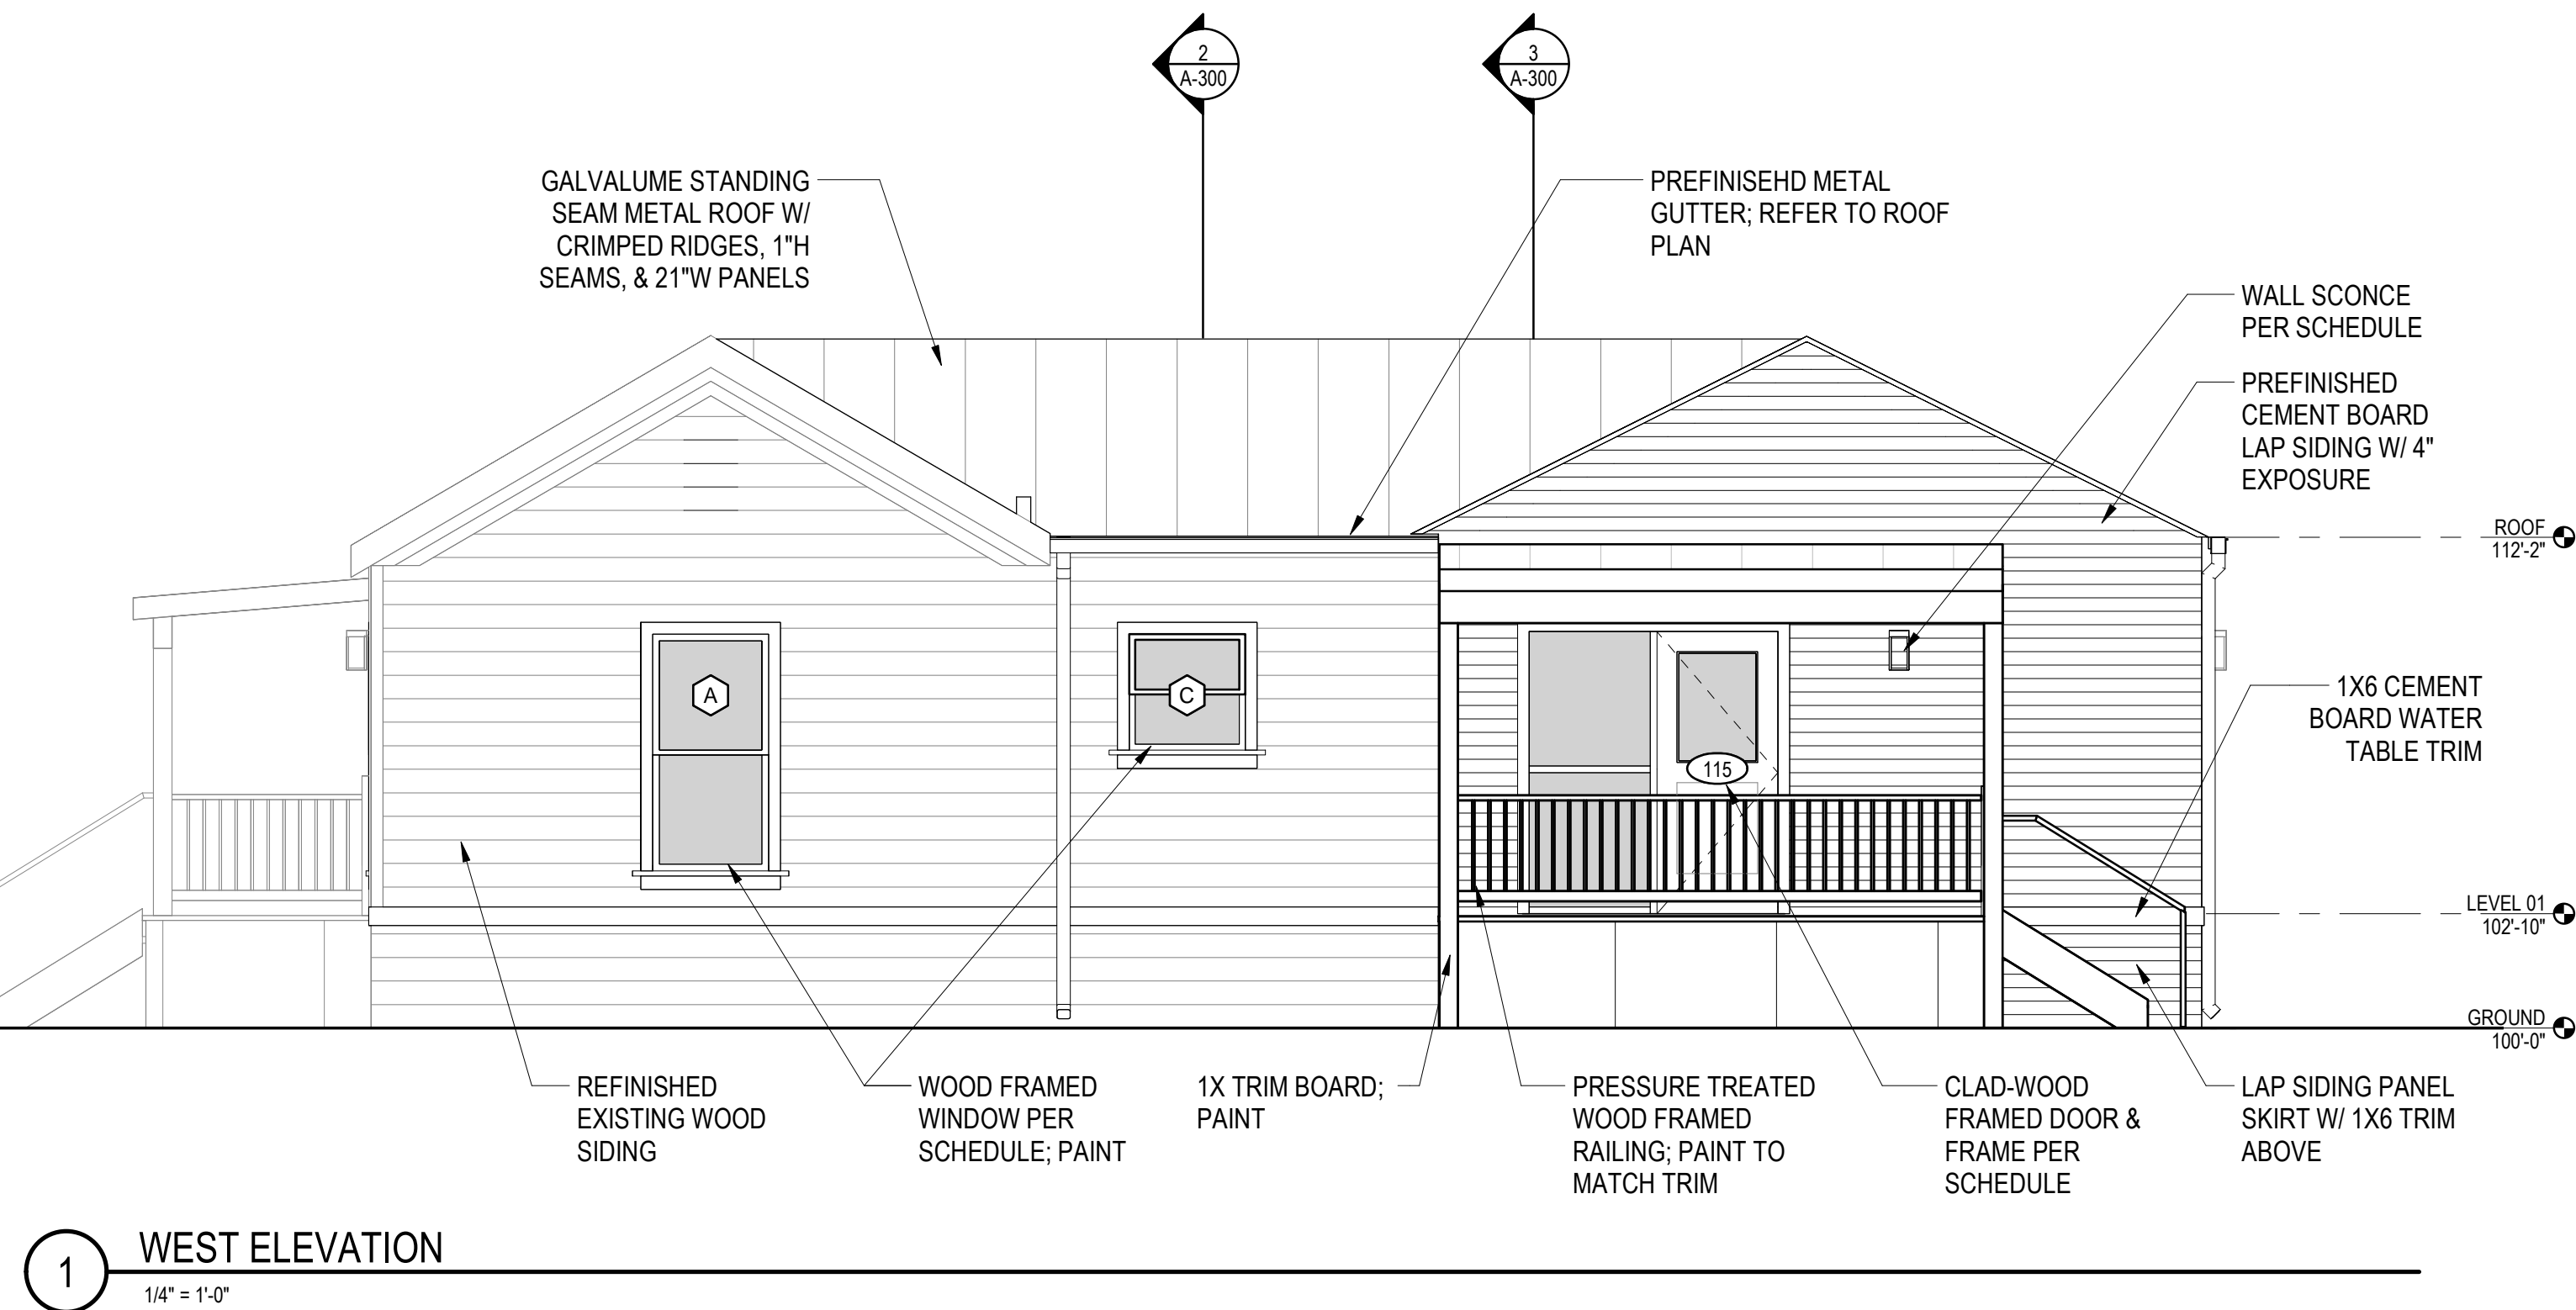 2
A-300
3
A-300
GALVALUME STANDING
SEAM METAL ROOF W/
CRIMPED RIDGES, 1"H
SEAMS, & 21"W PANELS
PREFINISEHD METAL
GUTTER; REFER TO ROOF
PLAN
WALL SCONCE
PER SCHEDULE
PREFINISHED
CEMENT BOARD
LAP SIDING W/ 4"
EXPOSURE
ROOF
112'-2"
A
C
115
1X6 CEMENT
BOARD WATER
TABLE TRIM
LEVEL 01
102'-10"
GROUND
100'-0"
REFINISHED
EXISTING WOOD
SIDING
WOOD FRAMED
WINDOW PER
SCHEDULE; PAINT
1X TRIM BOARD;
PAINT
PRESSURE TREATED
WOOD FRAMED
RAILING; PAINT TO
MATCH TRIM
CLAD-WOOD
FRAMED DOOR &
FRAME PER
SCHEDULE
LAP SIDING PANEL
SKIRT W/ 1X6 TRIM
ABOVE
1
WEST ELEVATION
1/4" = 1'-0"